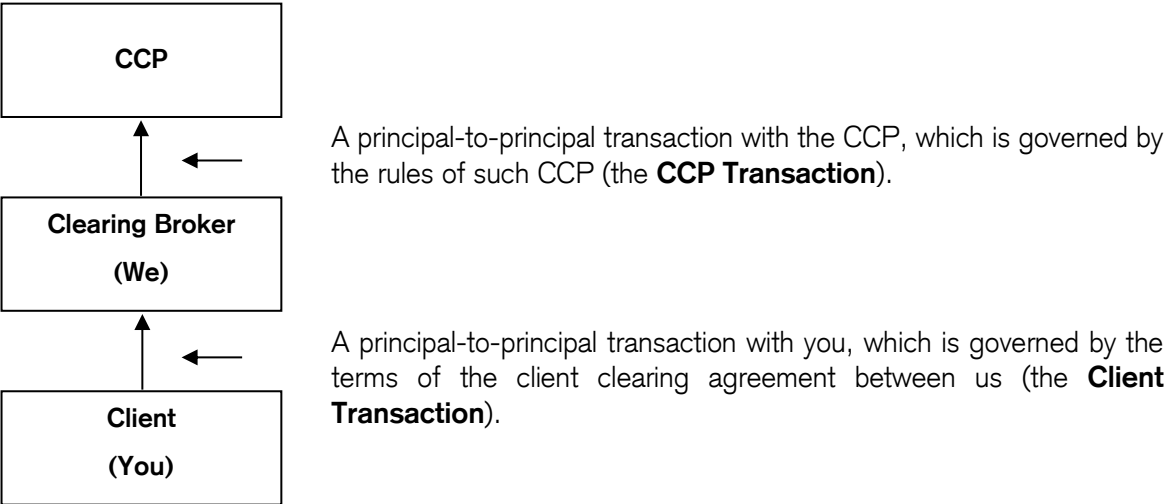 CCP
A principal-to-principal transaction with the CCP, which is governed by
the rules of such CCP (the CCP Transaction).
Clearing Broker
(We)
A principal-to-principal transaction with you, which is governed by the
terms of the client clearing agreement between us (the Client
Transaction).
Client
(You)